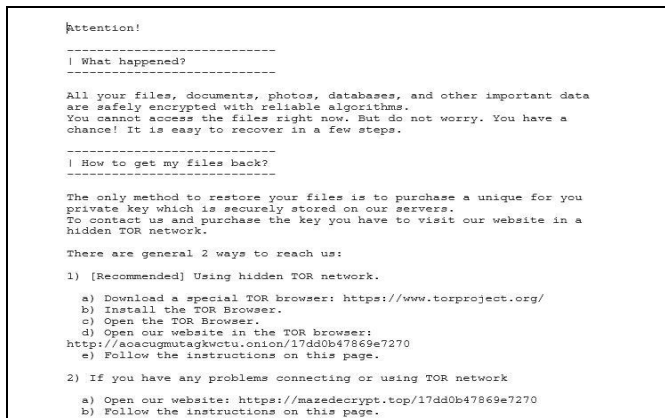 Attention!
----------------------------
| What happened?
----------------------------
All your files, documents, photos, databases, and other important data
are safely encrypted with reliable algorithms.
You cannot access the files right now. But do not worry. You have a
chance! It is easy to recover in a few steps.
----------------------------
| How to get my files back?
----------------------------
The only method to restore your files is to purchase a unique for you
private key which is securely stored on our servers.
To contact us and purchase the key you have to visit our website in a
hidden TOR network.
There are general 2 ways to reach us:
1) [Recommended] Using hidden TOR network.
a) Download a special TOR browser: https://www.torproject.org/
b) Install the TOR Browser.
c) Open the TOR Browser.
d) Open our website in the TOR browser:
http://aoacugmutagkwctu.onion/17dd0b47869e7270
e) Follow the instructions on this page.
2) If you have any problems connecting or using TOR network
a) Open our website: https://mazedecrypt.top/17dd0b47869e7270
b) Follow the instructions on this page.